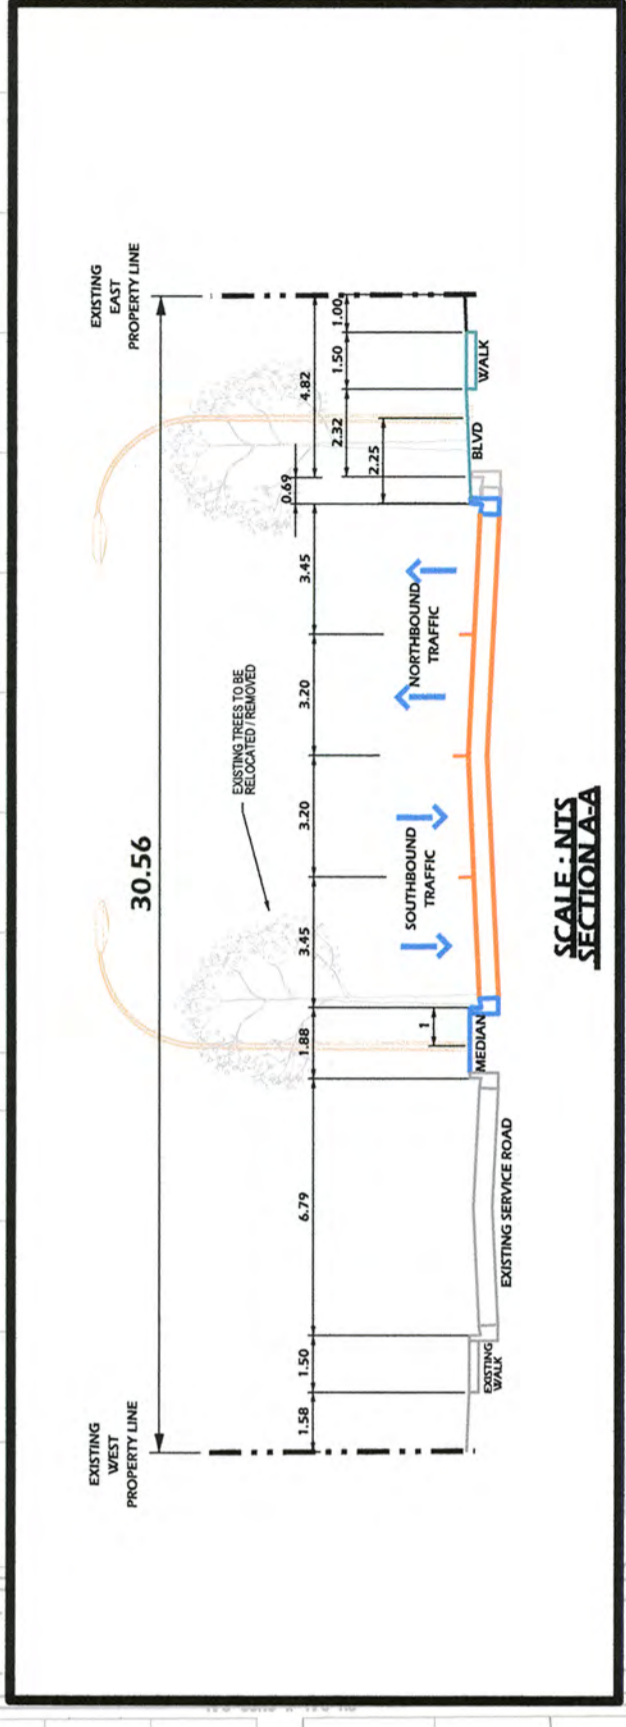 EXISTING
WEST
PROPERTY LINE
30.56
EXISTING
EAST
PROPERTY LINE
EXISTING TREES TO BE
RELOCATED / REMOVED
1.58
1.50
6.79
1.88
3.45
3.20
3.20
3.45
0.69
4.82
2.32
1.50
1.00
2.25
1
SOUTHBOUND
TRAFFIC
NORTHBOUND
TRAFFIC
EXISTING
WALK
EXISTING SERVICE ROAD
MEDIAN
BLVD
WALK
SCALE : NTS
SECTION A-A